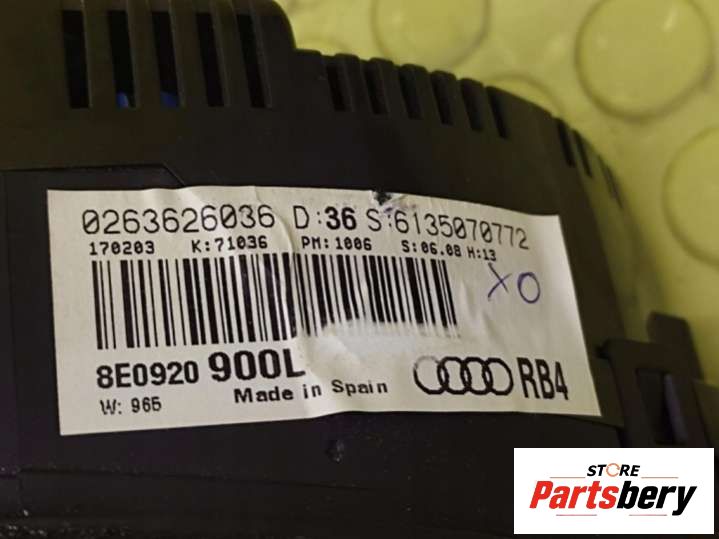 0263626036 D:36 S:6135070772
170203 K:71036 PM:1006 S:06.08 H:13
XO
8E0920 900L RB4
W: 965 Made in Spain
STORE
Partsbery